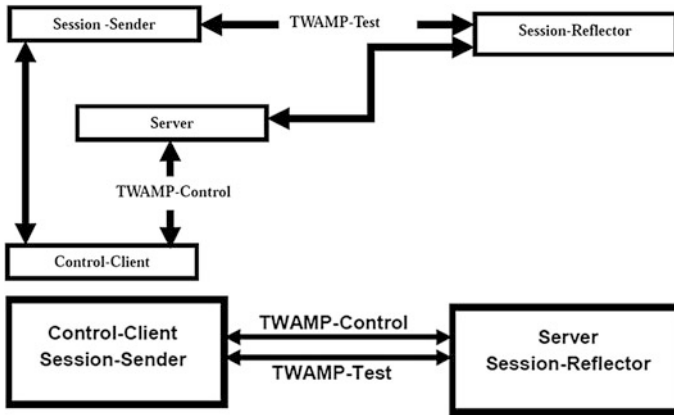 Session -Sender
TWAMP-Test
Session-Reflector
Server
TWAMP-Control
Control-Client
Control-Client
Session-Sender
TWAMP-Control
TWAMP-Test
Server
Session-Reflector